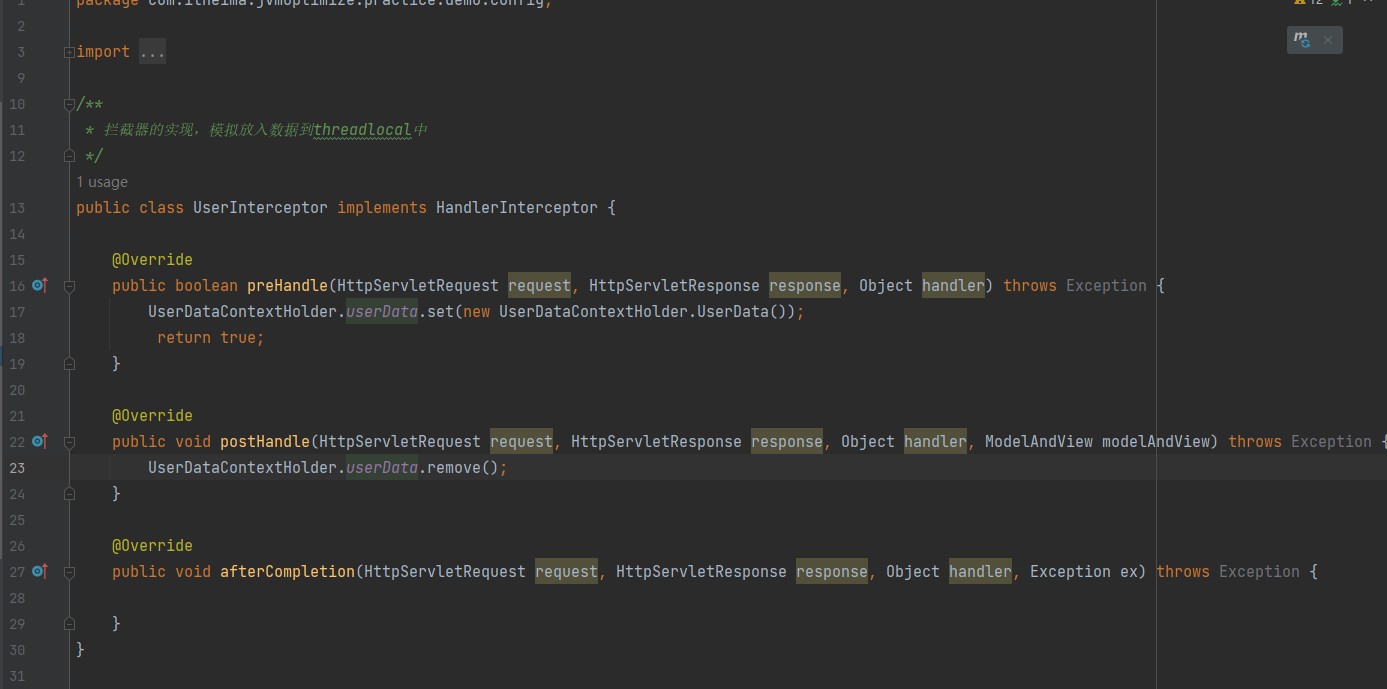 1 package com.itheima.jvmoptimize.practice.demo.config;
2
3 import ...
9
10 /**
11 * 拦截器的实现，模拟放入数据到threadlocal中
12 */
1 usage
13 public class UserInterceptor implements HandlerInterceptor {
14
15 @Override
16 public boolean preHandle(HttpServletRequest request, HttpServletResponse response, Object handler) throws Exception {
17 UserDataContextHolder.userData.set(new UserDataContextHolder.UserData());
18 return true;
19 }
20
21 @Override
22 public void postHandle(HttpServletRequest request, HttpServletResponse response, Object handler, ModelAndView modelAndView) throws Exception {
23 UserDataContextHolder.userData.remove();
24 }
25
26 @Override
27 public void afterCompletion(HttpServletRequest request, HttpServletResponse response, Object handler, Exception ex) throws Exception {
28
29 }
30 }
31